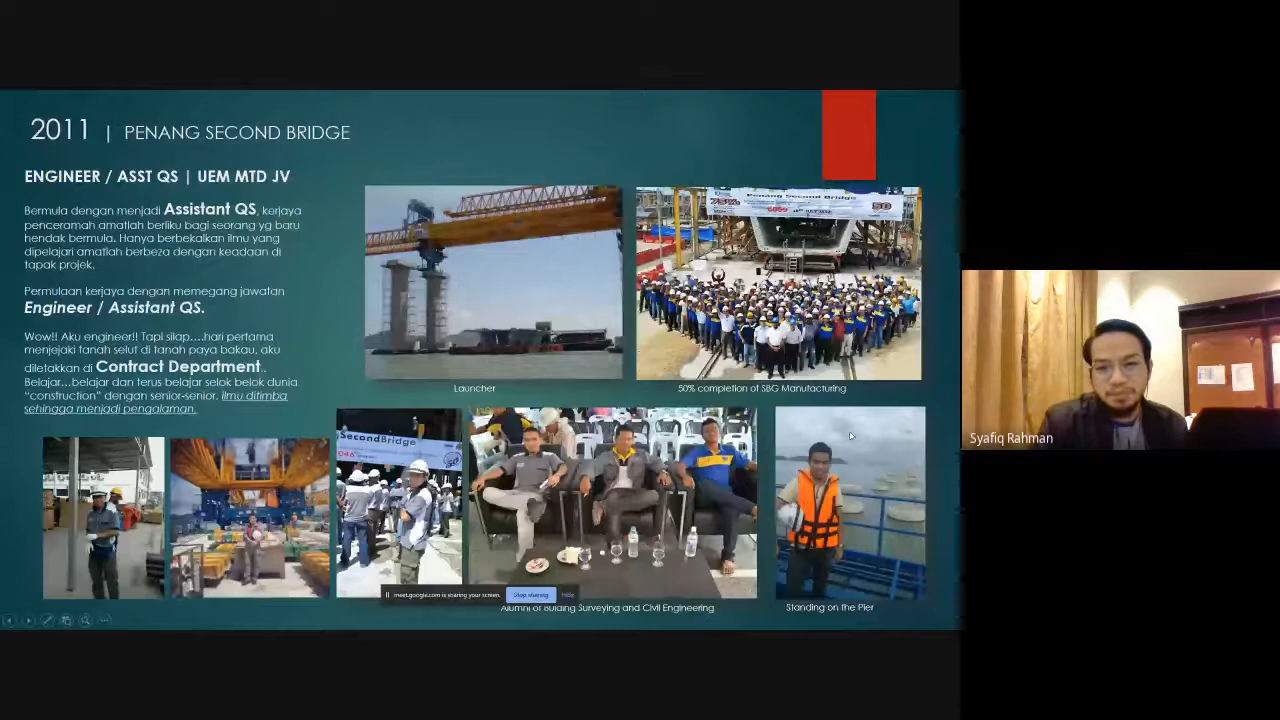 2011 | PENANG SECOND BRIDGE
ENGINEER / ASST QS | UEM MTD JV
Bermula dengan menjadi Assistant QS, kerjaya
penceramah amatlah berliku bagi seorang yg baru
hendak bermula. Hanya berbekalkan ilmu yang
dipelajari amatlah berbeza dengan keadaan di
tapak projek.
Permulaan kerjaya dengan memegang jawatan
Engineer / Assistant QS.
Wow!! Aku engineer!! Tapi silap....hari pertama
menjejaki tanah selut di tanah paya bakau, aku
diletakkan di Contract Department..
Belajar...belajar dan terus belajar selok belok dunia
"construction" dengan senior-senior. Ilmu ditimba
sehingga menjadi pengalaman.
Penang Second Bridge
75%
50
Launcher
50% completion of SBG Manufacturing
SecondBridge
meet.google.com is sharing your screen.
Stop sharing
Hide
Alumni of Building Surveying and Civil Engineering
Standing on the Pier
Syafiq Rahman